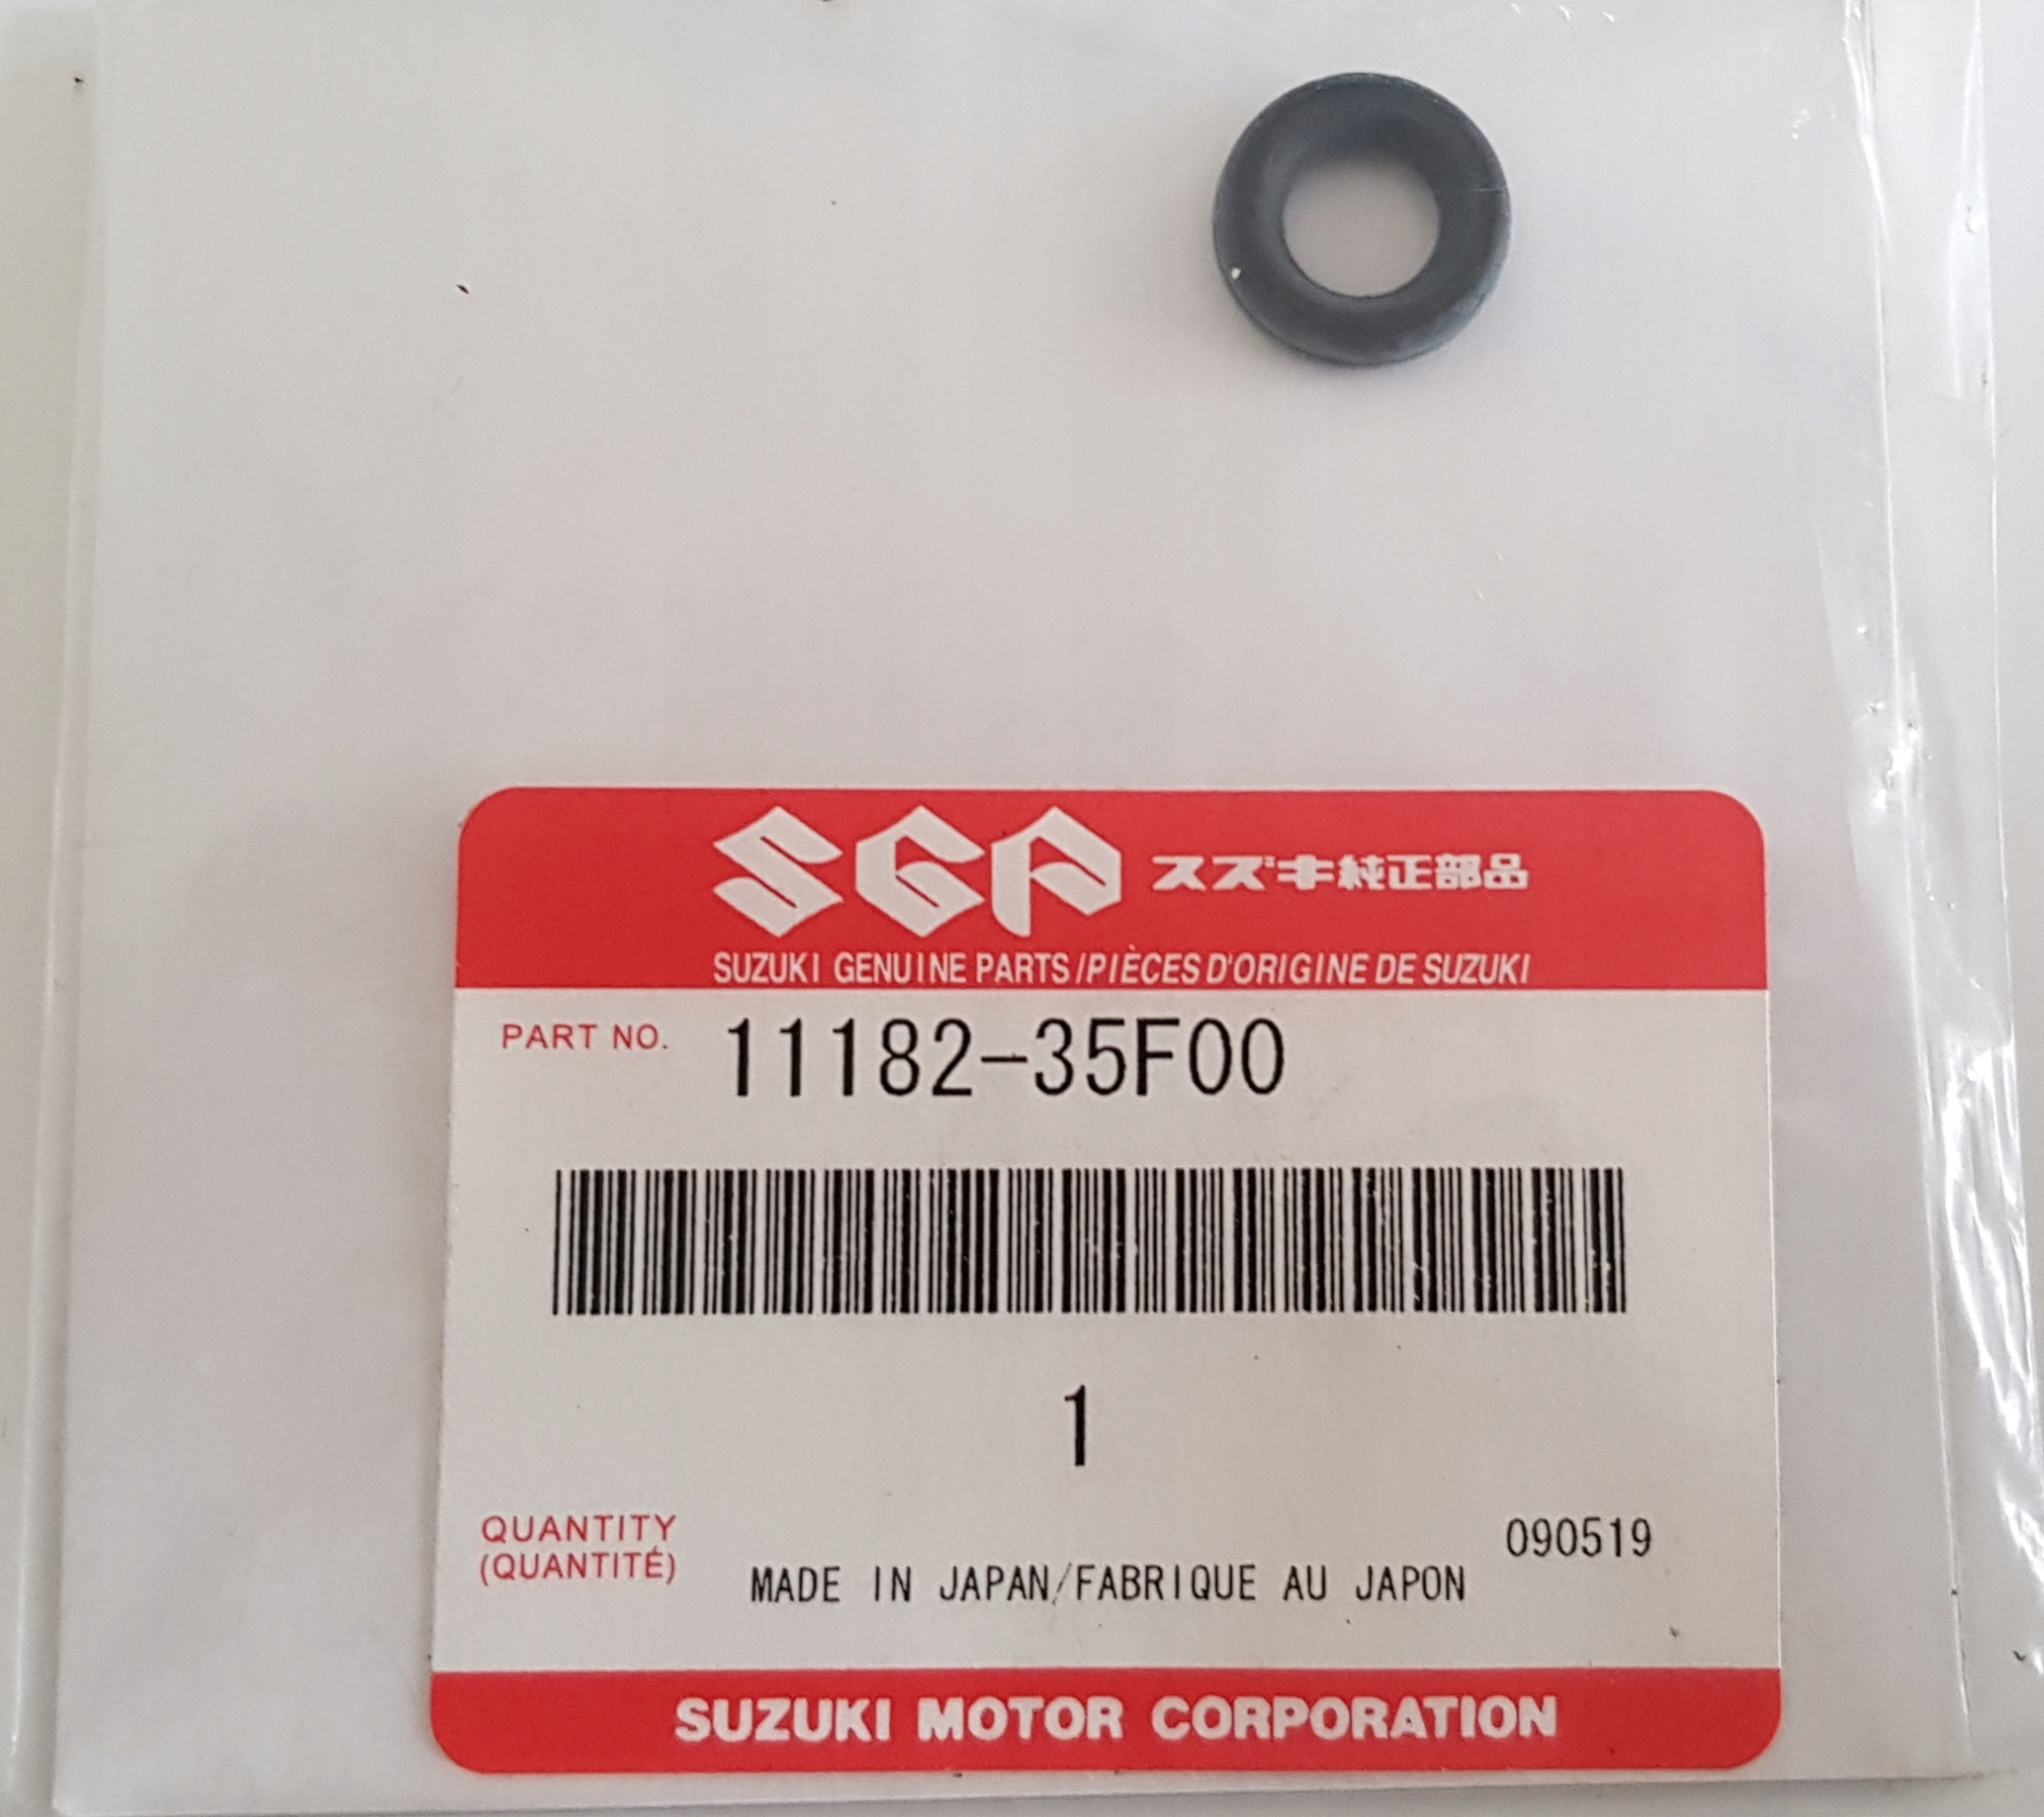 SGP スズキ純正部品
SUZUKI GENUINE PARTS/PIÈCES D'ORIGINE DE SUZUKI
PART NO. 11182-35F00
1
QUANTITY
(QUANTITÉ)
090519
MADE IN JAPAN/FABRIQUE AU JAPON
SUZUKI MOTOR CORPORATION